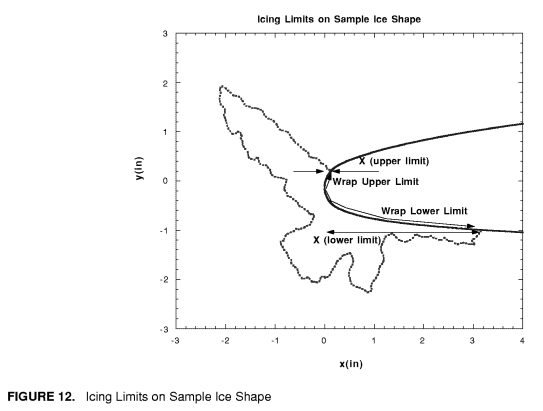 Icing Limits on Sample Ice Shape
3
2
1
0
-1
-2
-3
y(in)
X (upper limit)
Wrap Upper Limit
Wrap Lower Limit
X (lower limit)
-3 -2 -1 0 1 2 3 4
x(in)
FIGURE 12. Icing Limits on Sample Ice Shape